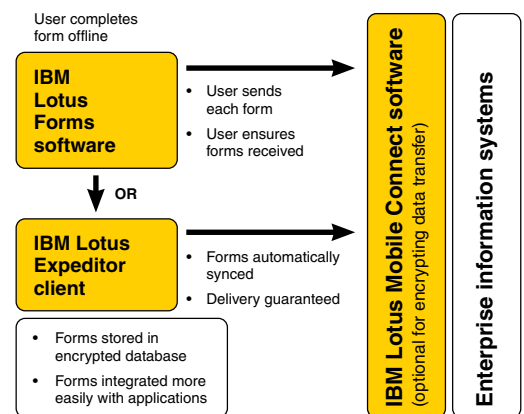 User completes
form offline
IBM
Lotus
Forms
software
• User sends
each form
• User ensures
forms received
OR
IBM Lotus
Expeditor
client
• Forms automatically
synced
• Delivery guaranteed
• Forms stored in
encrypted database
• Forms integrated more
easily with applications
IBM Lotus Mobile Connect software
(optional for encrypting data transfer)
Enterprise information systems